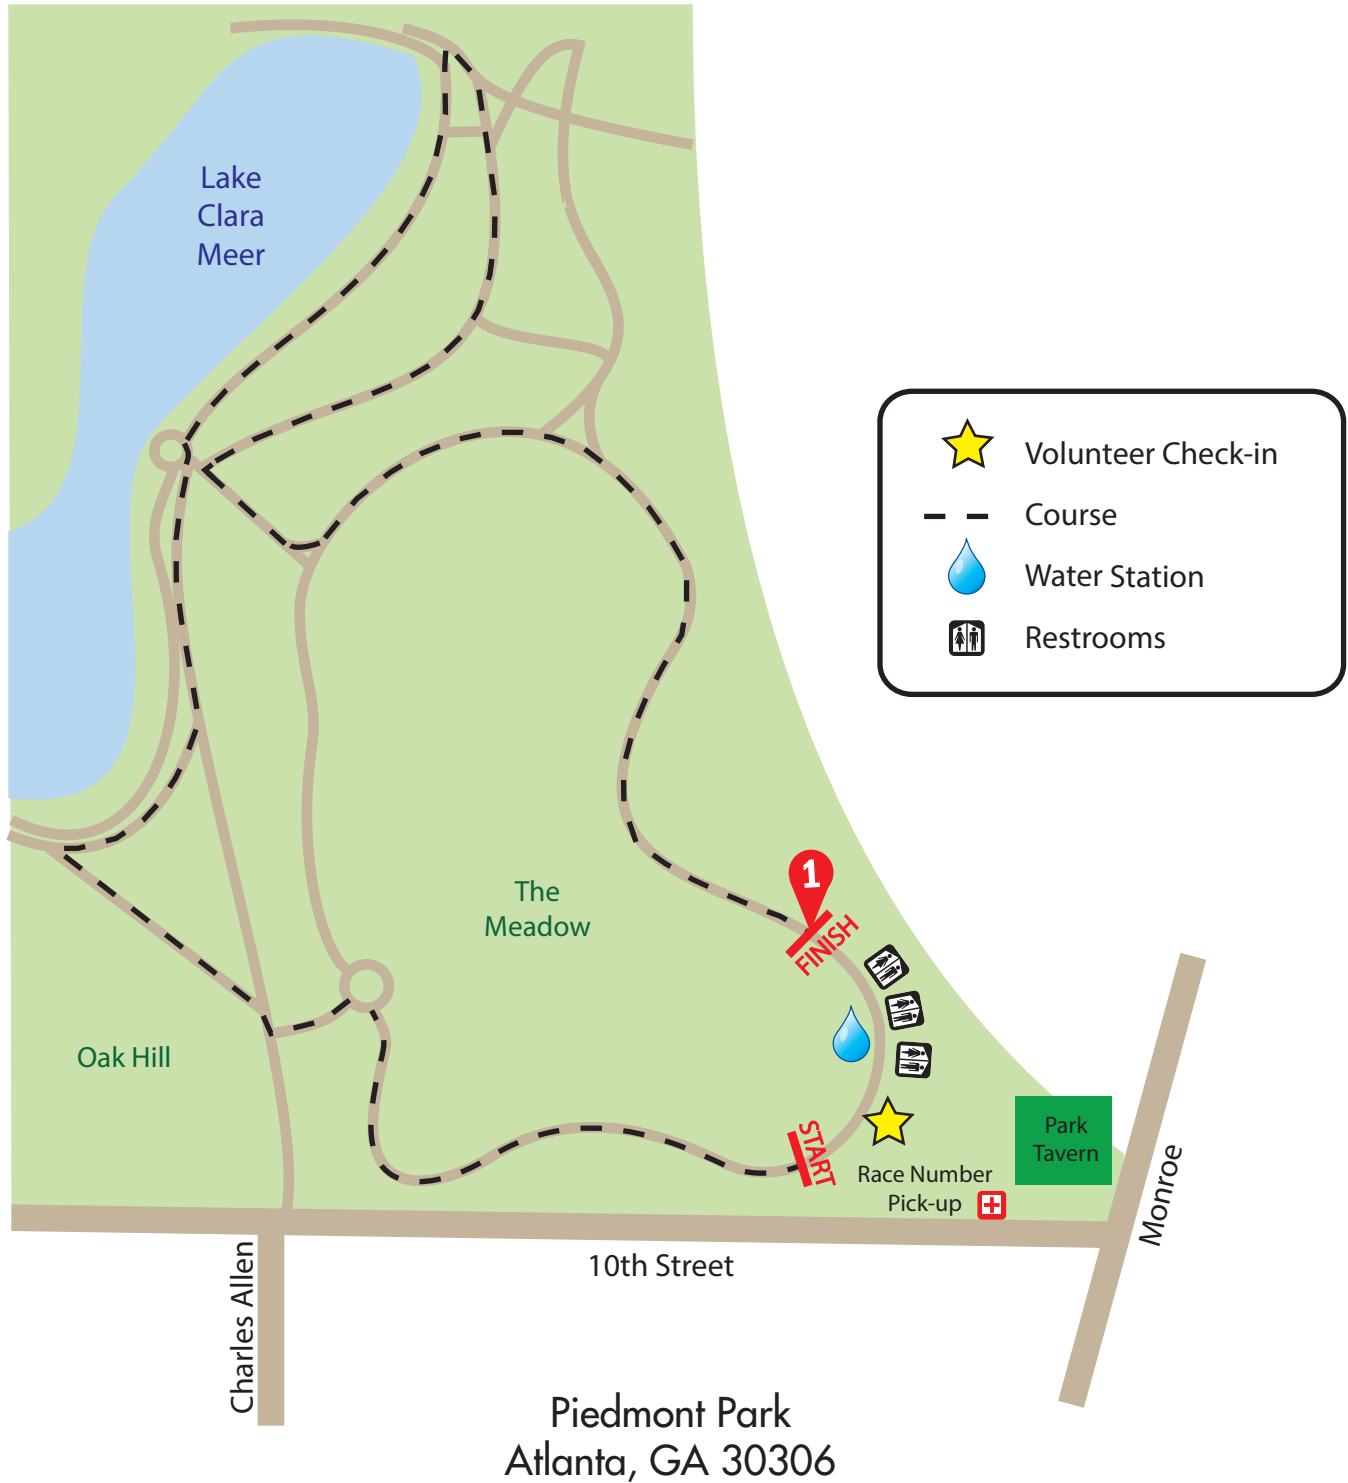 Lake
Clara
Meer
Volunteer Check-in
Course
Water Station
Restrooms
1
FINISH
The
Meadow
Oak Hill
START
Park
Tavern
Race Number
Pick-up
Monroe
10th Street
Charles Allen
Piedmont Park
Atlanta, GA 30306